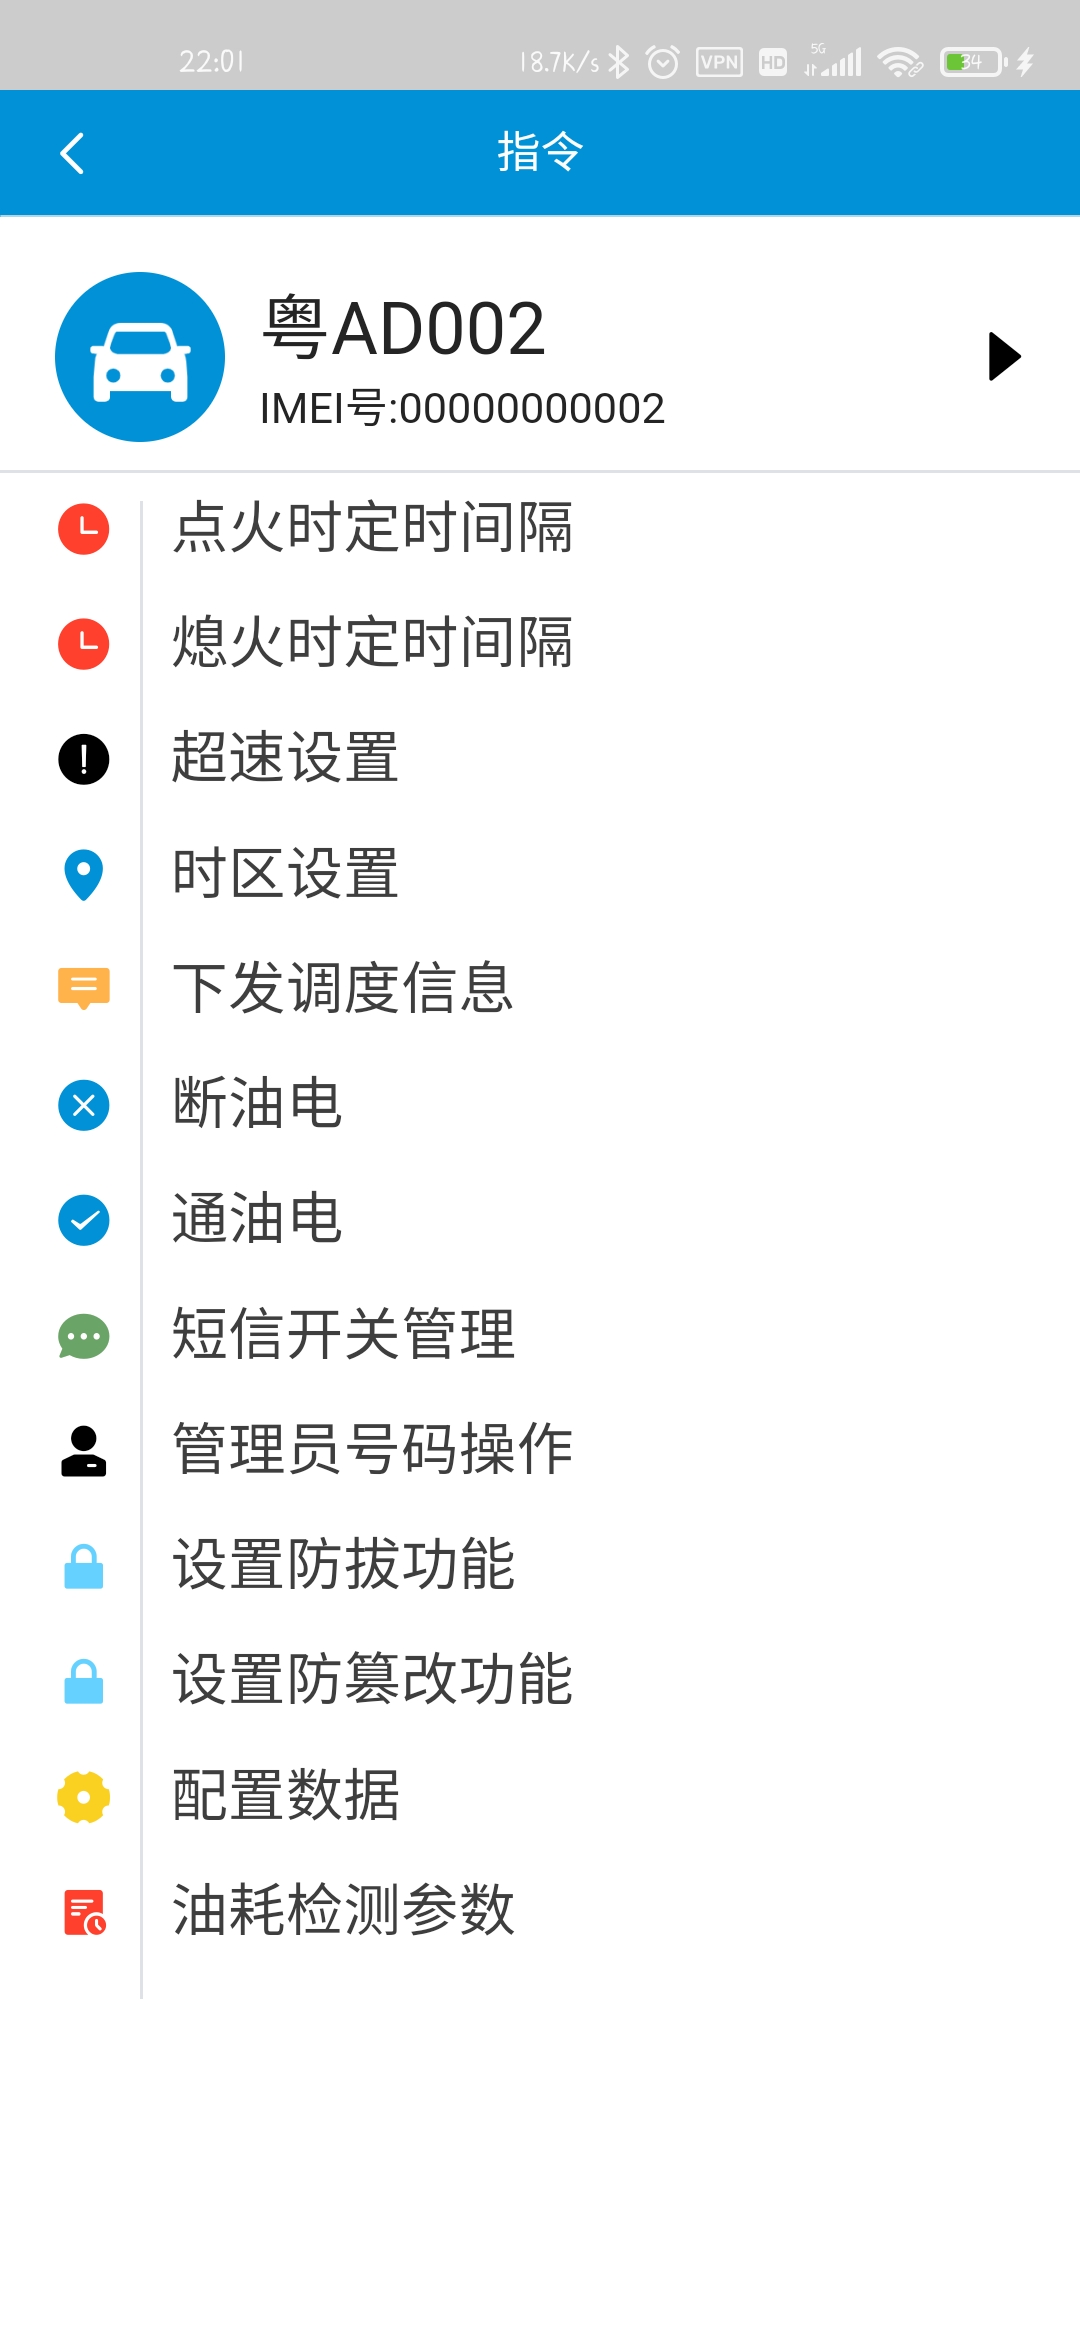 22:01 18.7K/s VPN HD 5G 34
指令
粤AD002
IMEI号:00000000002
点火时定时间隔
熄火时定时间隔
超速设置
时区设置
下发调度信息
断油电
通油电
短信开关管理
管理员号码操作
设置防拔功能
设置防篡改功能
配置数据
油耗检测参数